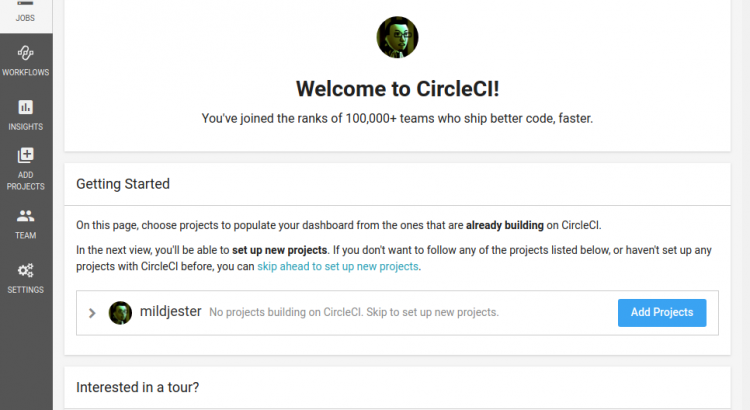 JOBS
WORKFLOWS
INSIGHTS
ADD
PROJECTS
TEAM
SETTINGS
Welcome to CircleCI!
You've joined the ranks of 100,000+ teams who ship better code, faster.
Getting Started
On this page, choose projects to populate your dashboard from the ones that are already building on CircleCI.
In the next view, you'll be able to set up new projects. If you don't want to follow any of the projects listed below, or haven't set up any
projects with CircleCI before, you can skip ahead to set up new projects.
mildjester No projects building on CircleCI. Skip to set up new projects. Add Projects
Interested in a tour?